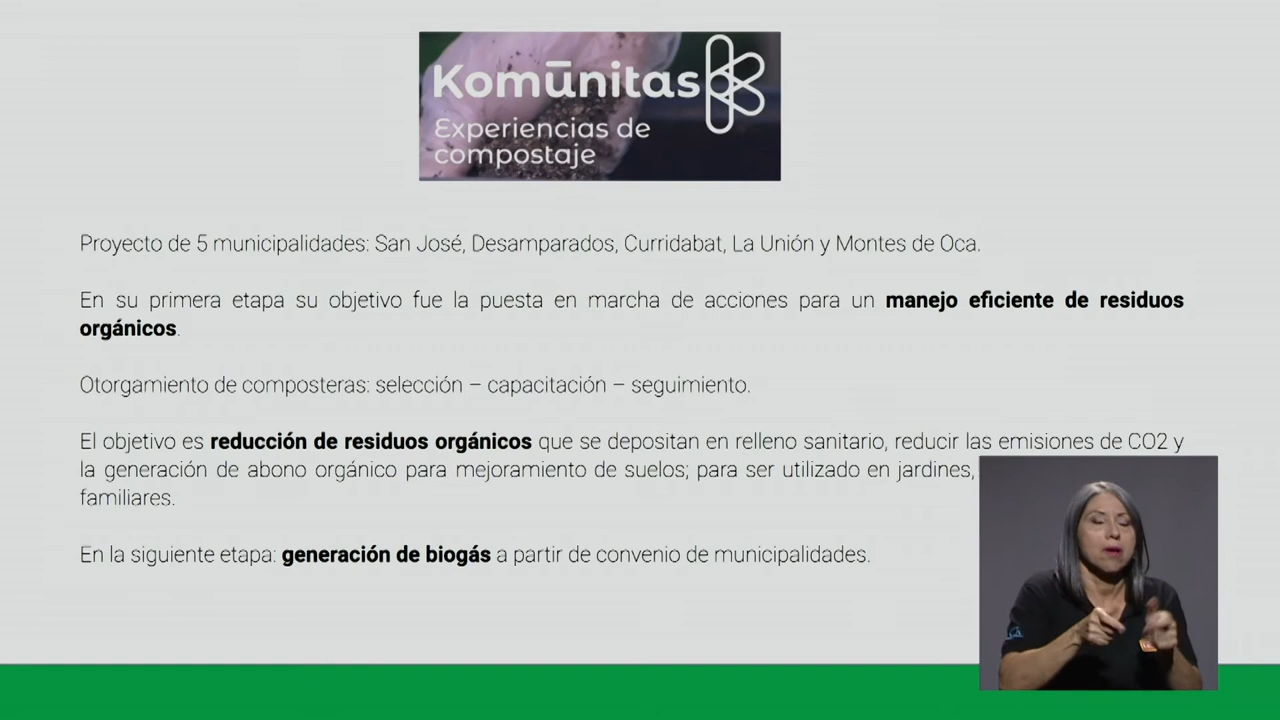 Komūnitas
Experiencias de
compostaje
Proyecto de 5 municipalidades: San José, Desamparados, Curridabat, La Unión y Montes de Oca.
En su primera etapa su objetivo fue la puesta en marcha de acciones para un manejo eficiente de residuos
orgánicos.
Otorgamiento de composteras: selección – capacitación – seguimiento.
El objetivo es reducción de residuos orgánicos que se depositan en relleno sanitario, reducir las emisiones de CO2 y
la generación de abono orgánico para mejoramiento de suelos; para ser utilizado en jardines,
familiares.
En la siguiente etapa: generación de biogás a partir de convenio de municipalidades.